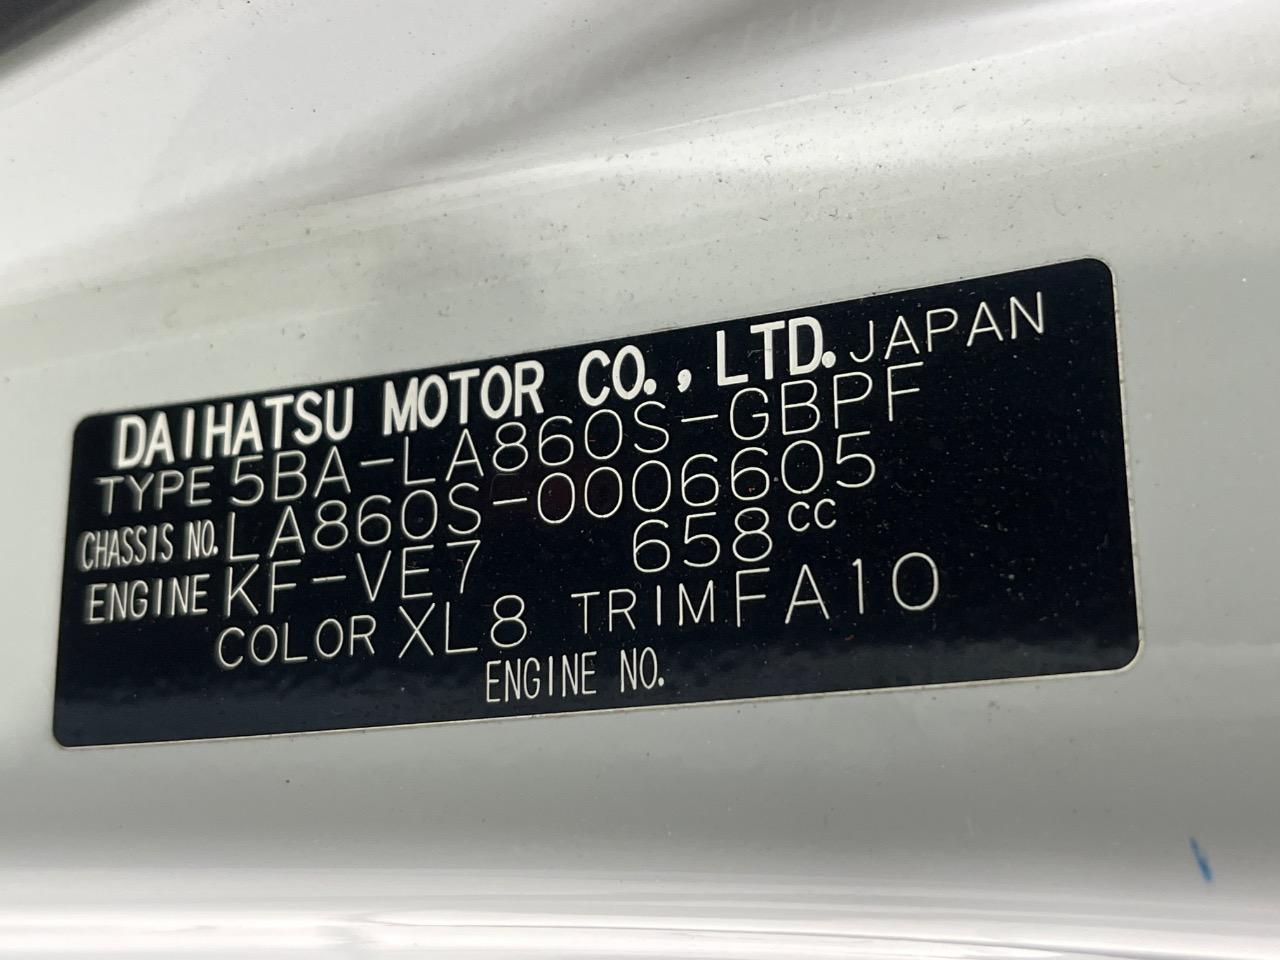 DAIHATSU MOTOR CO., LTD. JAPAN
TYPE 5BA-LA860S-GBPF
CHASSIS NO. LA860S-0006605
ENGINE KF-VE7 658cc
COLOR XL8 TRIM FA10
ENGINE NO.